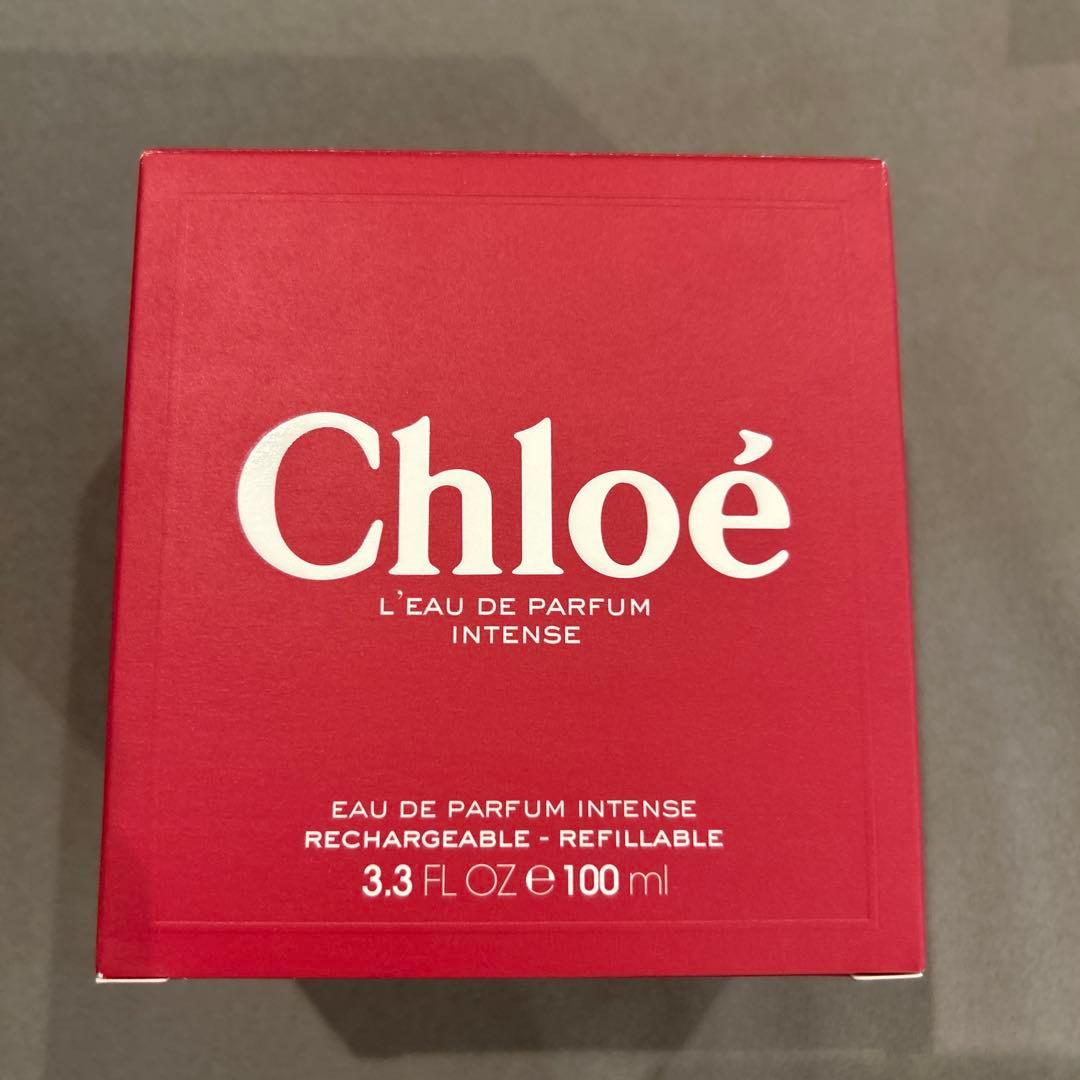 Chloé
L'EAU DE PARFUM
INTENSE
EAU DE PARFUM INTENSE
RECHARGEABLE - REFILLABLE
3.3 FL OZ ℮ 100 ml